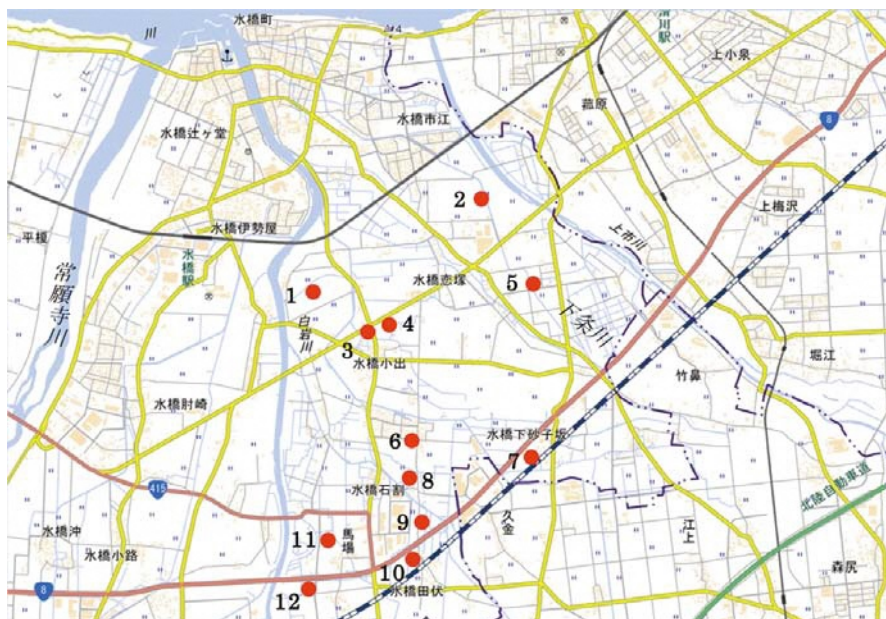 水橋町
川
滑川駅
上小泉
8
菰原
水橋市江
水橋辻ヶ堂
2
上梅沢
水橋伊勢屋
平榎
上市川
水橋駅
水橋恋塚
5
1
常願寺川
白岩川
4
下条川
3
水橋小出
堀江
竹鼻
水橋肘崎
水橋下砂子坂
6
7
8
水橋石割
415
北陸自動車道
9
久金
水橋沖
11
馬場
江上
水橋小路
10
森尻
8
12
水橋田伏